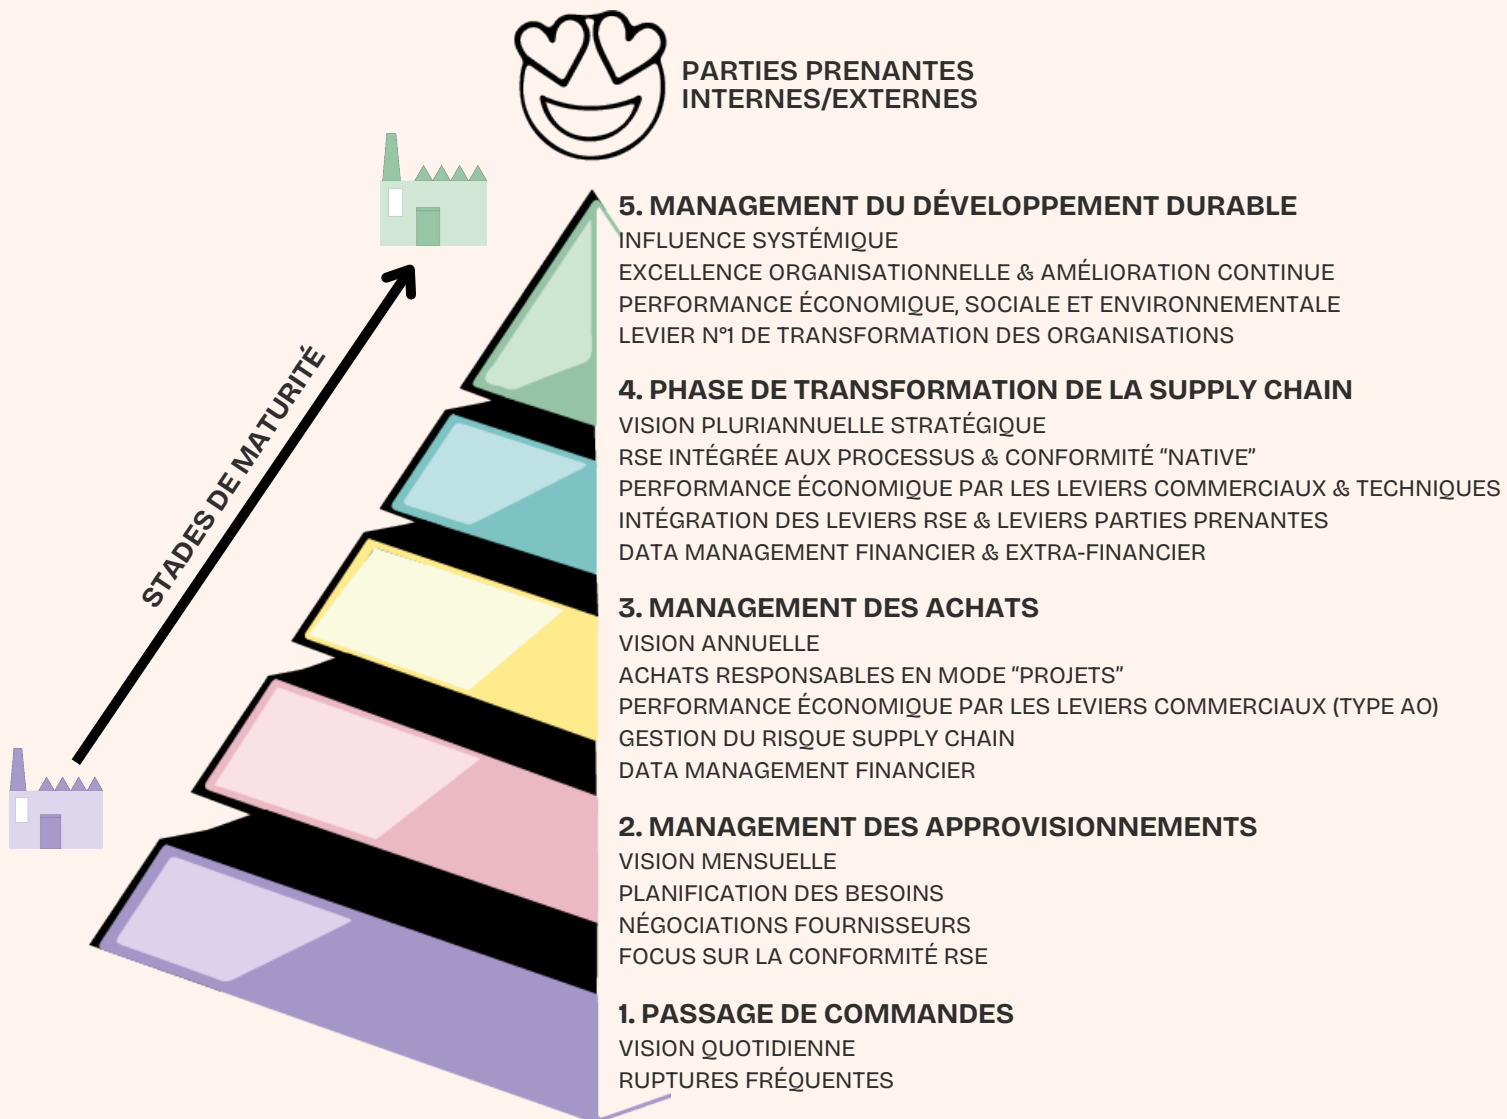 PARTIES PRENANTES
INTERNES/EXTERNES
5. MANAGEMENT DU DÉVELOPPEMENT DURABLE
INFLUENCE SYSTÉMIQUE
EXCELLENCE ORGANISATIONNELLE & AMÉLIORATION CONTINUE
PERFORMANCE ÉCONOMIQUE, SOCIALE ET ENVIRONNEMENTALE
LEVIER N°1 DE TRANSFORMATION DES ORGANISATIONS
STADES DE MATURITÉ
4. PHASE DE TRANSFORMATION DE LA SUPPLY CHAIN
VISION PLURIANNUELLE STRATÉGIQUE
RSE INTÉGRÉE AUX PROCESSUS & CONFORMITÉ “NATIVE”
PERFORMANCE ÉCONOMIQUE PAR LES LEVIERS COMMERCIAUX & TECHNIQUES
INTÉGRATION DES LEVIERS RSE & LEVIERS PARTIES PRENANTES
DATA MANAGEMENT FINANCIER & EXTRA-FINANCIER
3. MANAGEMENT DES ACHATS
VISION ANNUELLE
ACHATS RESPONSABLES EN MODE “PROJETS”
PERFORMANCE ÉCONOMIQUE PAR LES LEVIERS COMMERCIAUX (TYPE AO)
GESTION DU RISQUE SUPPLY CHAIN
DATA MANAGEMENT FINANCIER
2. MANAGEMENT DES APPROVISIONNEMENTS
VISION MENSUELLE
PLANIFICATION DES BESOINS
NÉGOCIATIONS FOURNISSEURS
FOCUS SUR LA CONFORMITÉ RSE
1. PASSAGE DE COMMANDES
VISION QUOTIDIENNE
RUPTURES FRÉQUENTES